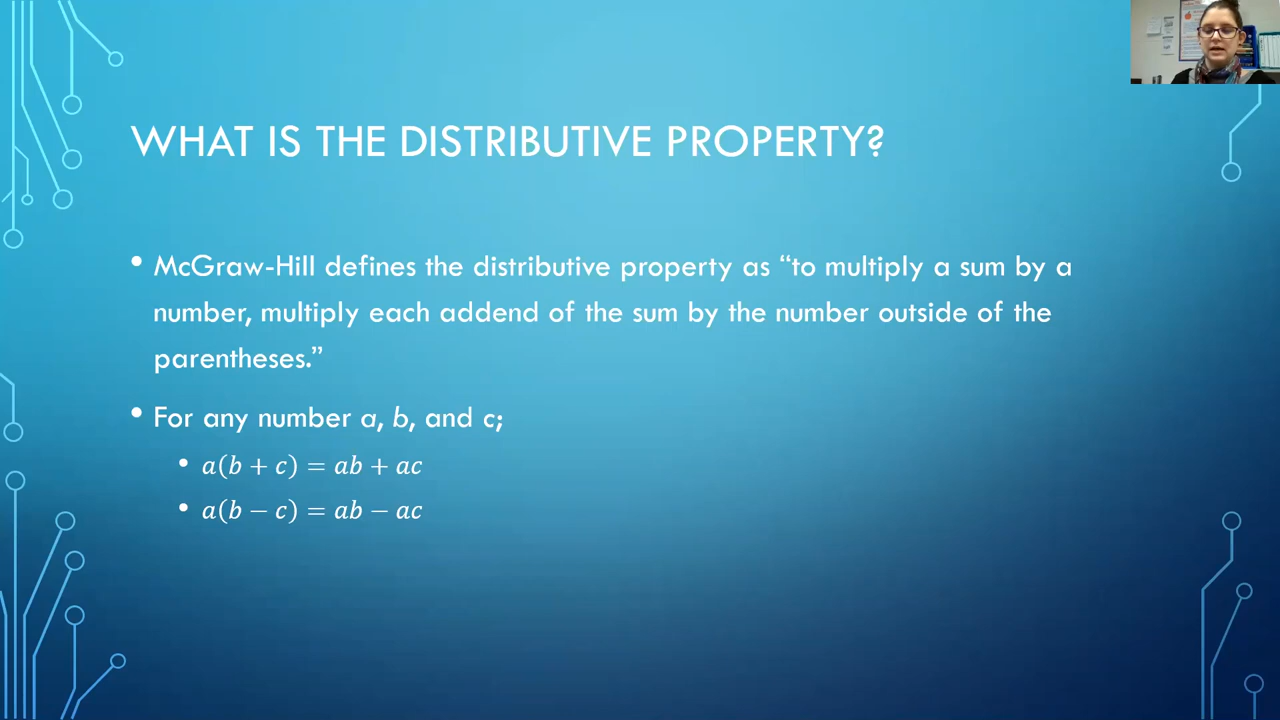 WHAT IS THE DISTRIBUTIVE PROPERTY?
• McGraw-Hill defines the distributive property as “to multiply a sum by a
number, multiply each addend of the sum by the number outside of the
parentheses.”
• For any number a, b, and c;
• a(b + c) = ab + ac
• a(b − c) = ab − ac